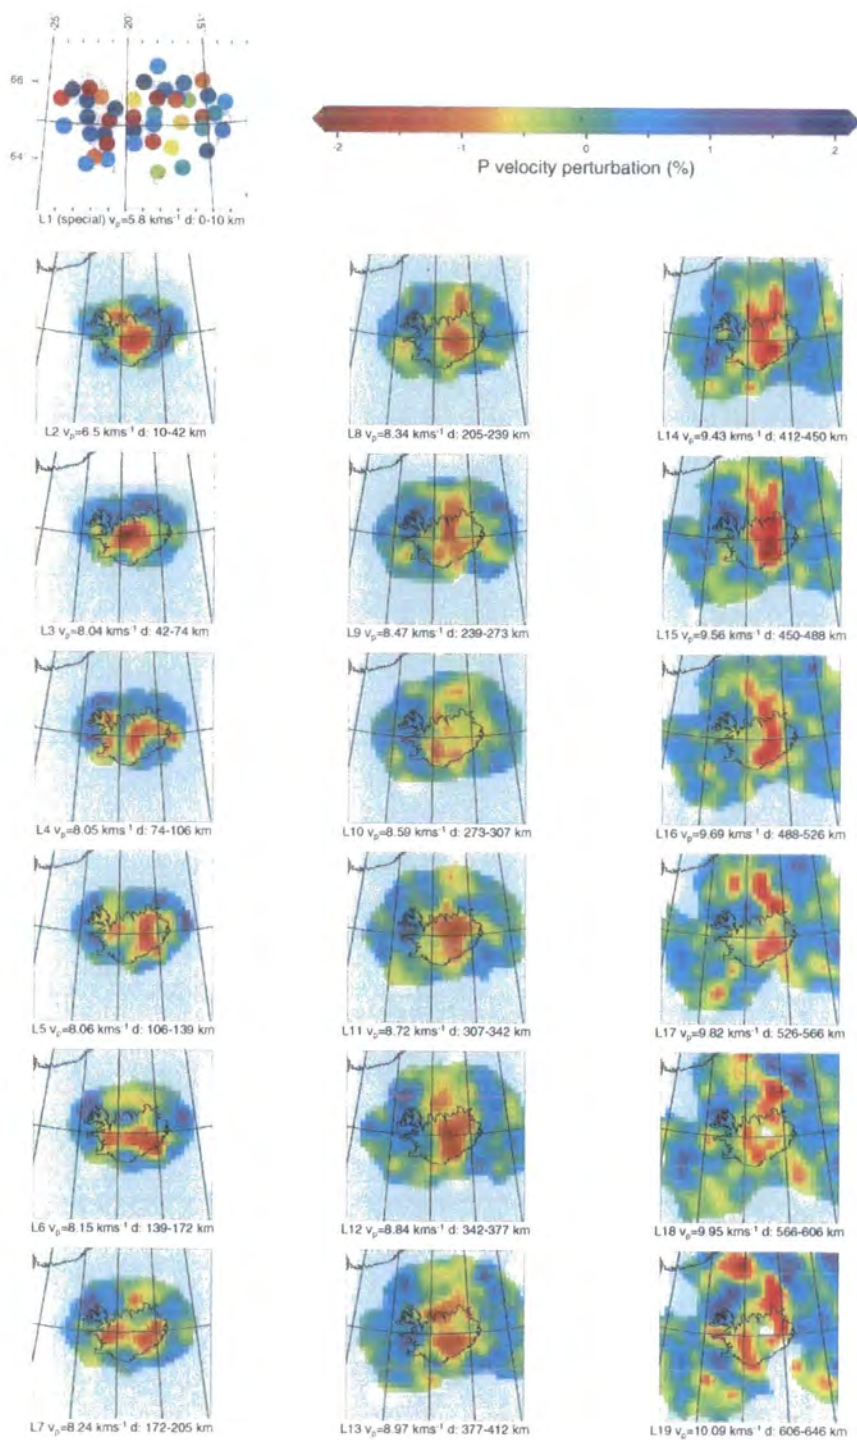 -25
-20
-15
66
64
L1 (special) vp=5.8 kms⁻¹ d: 0-10 km
-2 -1 0 1 2
P velocity perturbation (%)
L2 vp=6.5 kms⁻¹ d: 10-42 km
L8 vp=8.34 kms⁻¹ d: 205-239 km
L14 vp=9.43 kms⁻¹ d: 412-450 km
L3 vp=8.04 kms⁻¹ d: 42-74 km
L9 vp=8.47 kms⁻¹ d: 239-273 km
L15 vp=9.56 kms⁻¹ d: 450-488 km
L4 vp=8.05 kms⁻¹ d: 74-106 km
L10 vp=8.59 kms⁻¹ d: 273-307 km
L16 vp=9.69 kms⁻¹ d: 488-526 km
L5 vp=8.06 kms⁻¹ d: 106-139 km
L11 vp=8.72 kms⁻¹ d: 307-342 km
L17 vp=9.82 kms⁻¹ d: 526-566 km
L6 vp=8.15 kms⁻¹ d: 139-172 km
L12 vp=8.84 kms⁻¹ d: 342-377 km
L18 vp=9.95 kms⁻¹ d: 566-606 km
L7 vp=8.24 kms⁻¹ d: 172-205 km
L13 vp=8.97 kms⁻¹ d: 377-412 km
L19 vp=10.09 kms⁻¹ d: 606-646 km